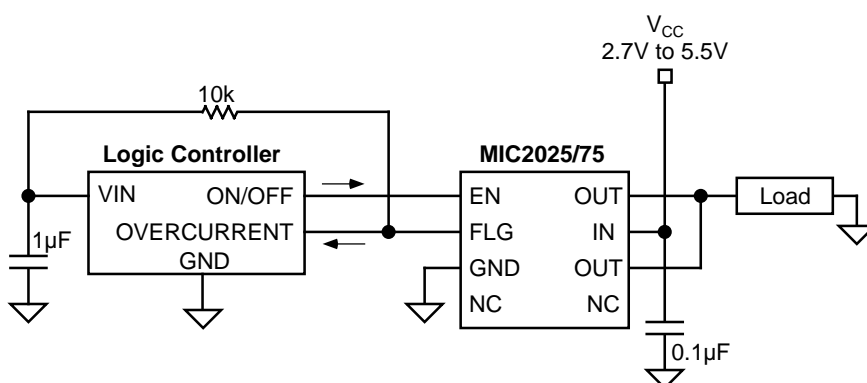 V_CC
2.7V to 5.5V
10k
Logic Controller
MIC2025/75
VIN
ON/OFF
EN
OUT
Load
OVERCURRENT
FLG
IN
1µF
GND
GND
OUT
NC
NC
0.1µF